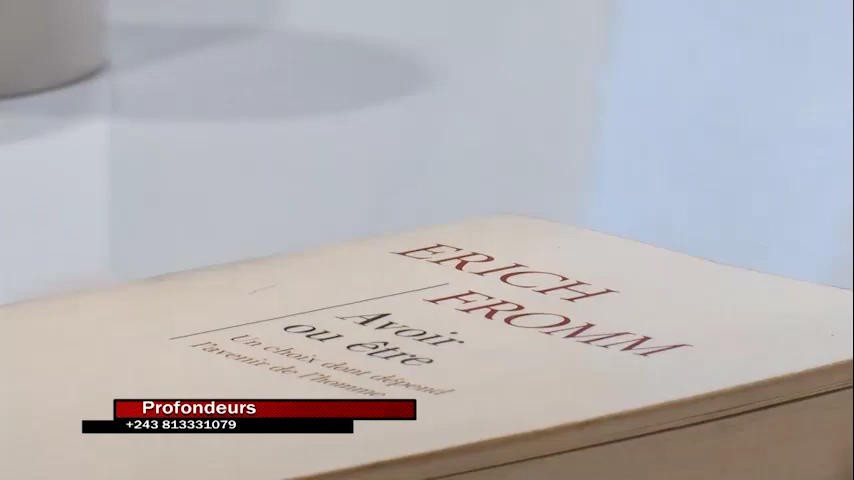 ERICH
FROMM
Avoir
ou être
Un choix dont dépend
l'avenir de l'homme
Profondeurs
+243 813331079